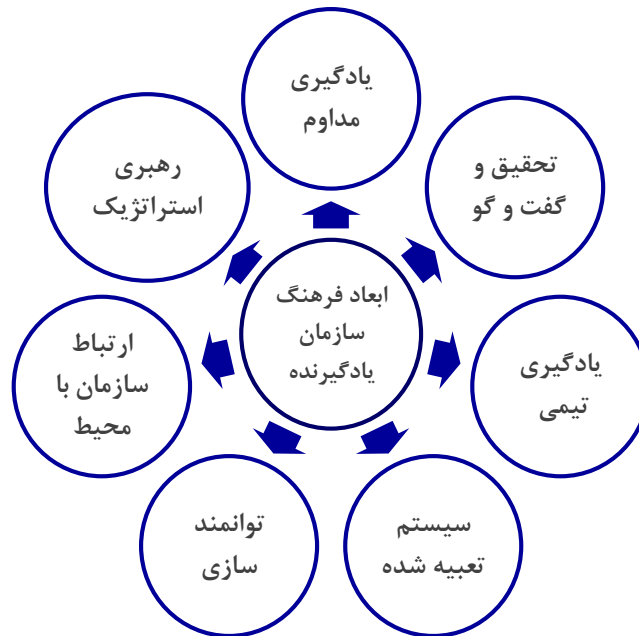 یادگیری
مداوم
تحقیق و
گفت و گو
رهبری
استراتژیک
ابعاد فرهنگ
سازمان
یادگیرنده
ارتباط
سازمان با
محیط
یادگیری
تیمی
توانمند
سازی
سیستم
تعبیه شده